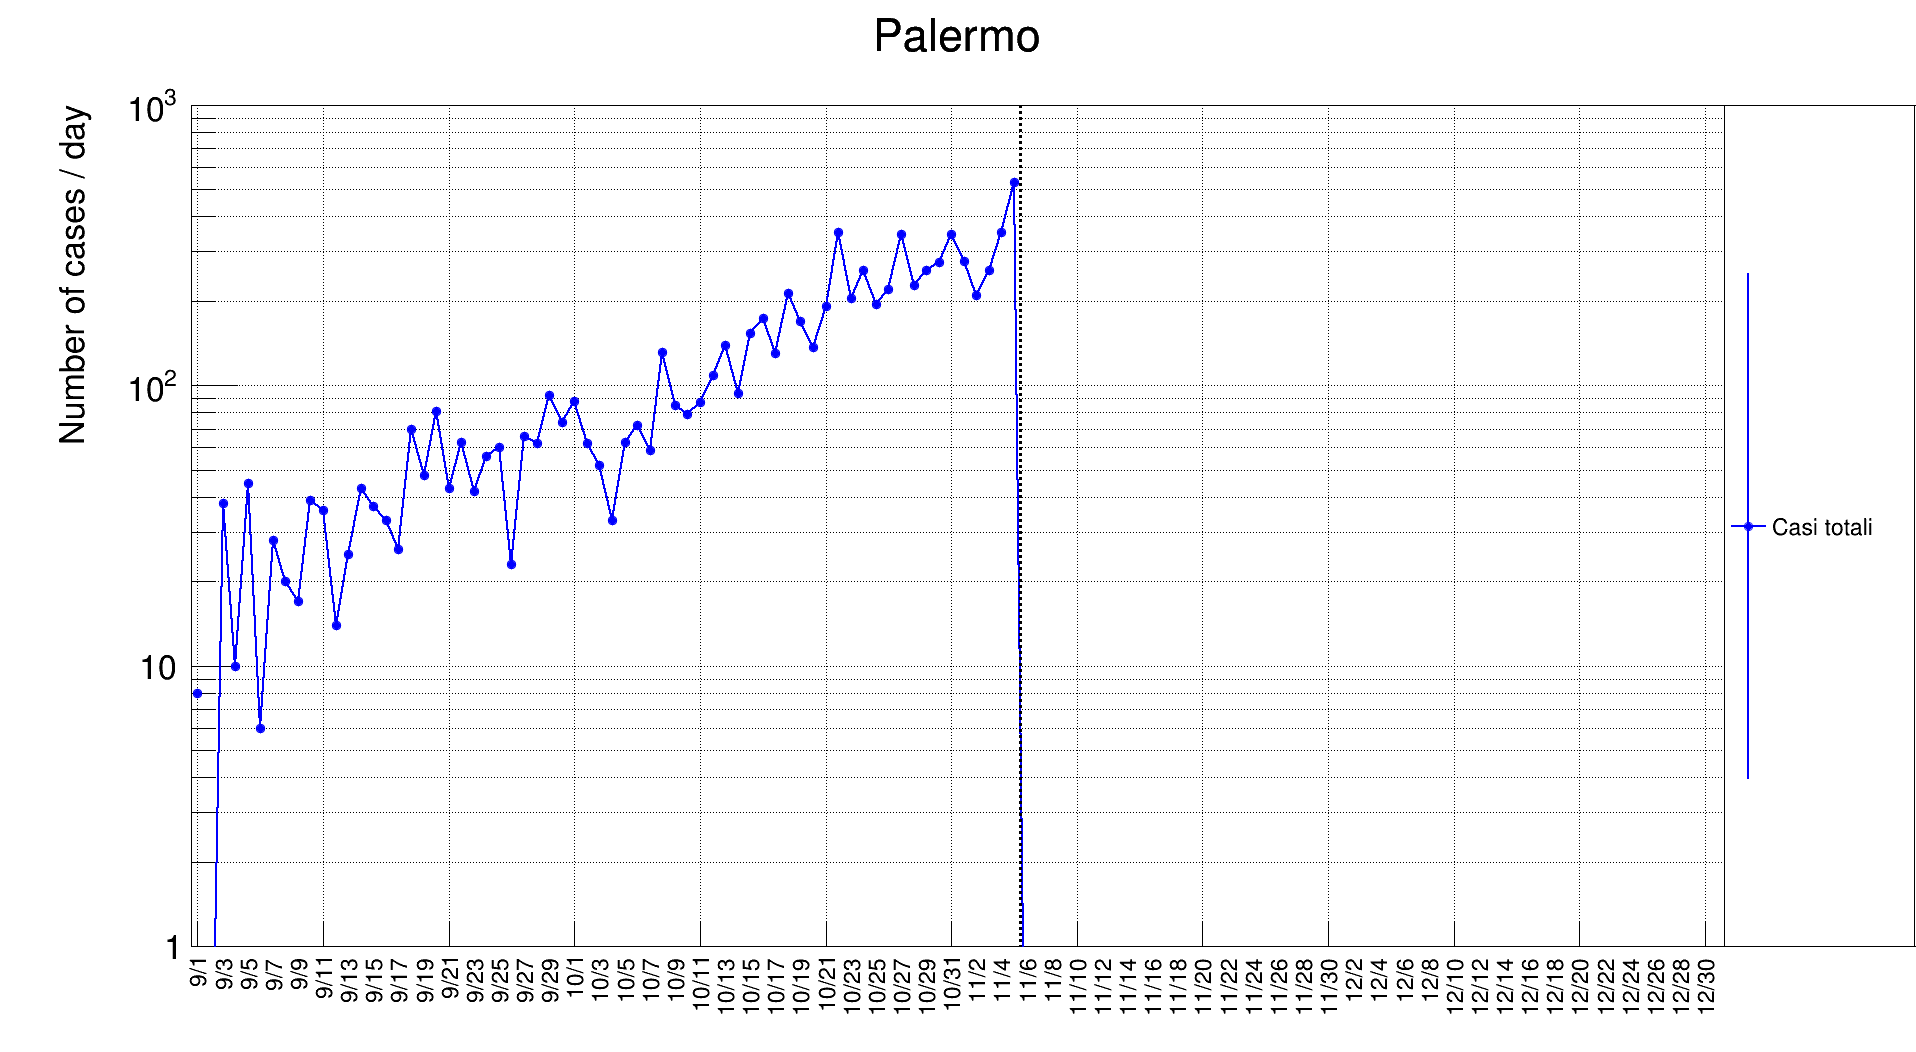 Palermo
Number of cases / day
10³
10²
10
1
9/1 9/3 9/5 9/7 9/9 9/11 9/13 9/15 9/17 9/19 9/21 9/23 9/25 9/27 9/29 10/1 10/3 10/5 10/7 10/9 10/11 10/13 10/15 10/17 10/19 10/21 10/23 10/25 10/27 10/29 10/31 11/2 11/4 11/6 11/8 11/10 11/12 11/14 11/16 11/18 11/20 11/22 11/24 11/26 11/28 11/30 12/2 12/4 12/6 12/8 12/10 12/12 12/14 12/16 12/18 12/20 12/22 12/24 12/26 12/28 12/30
Casi totali